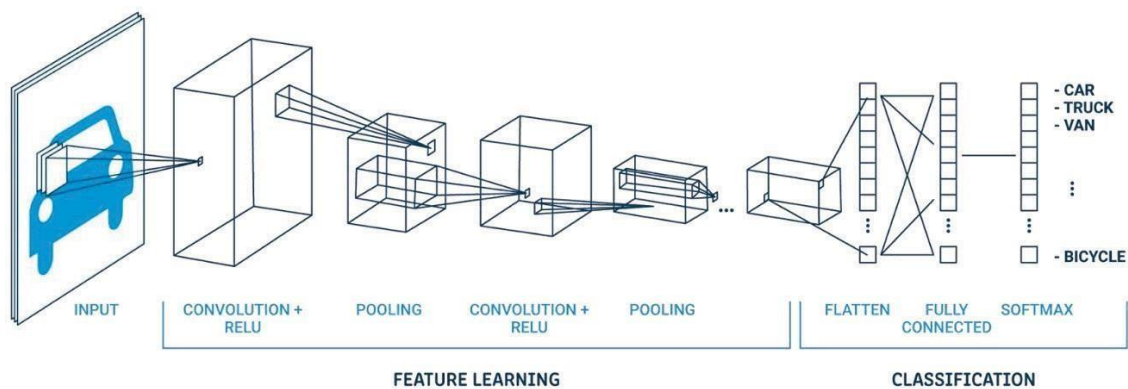 - CAR
- TRUCK
- VAN
...
⋮
⋮
⋮
⋮
- BICYCLE
INPUT
CONVOLUTION +
RELU
POOLING
CONVOLUTION +
RELU
POOLING
FLATTEN
FULLY
CONNECTED
SOFTMAX
FEATURE LEARNING
CLASSIFICATION